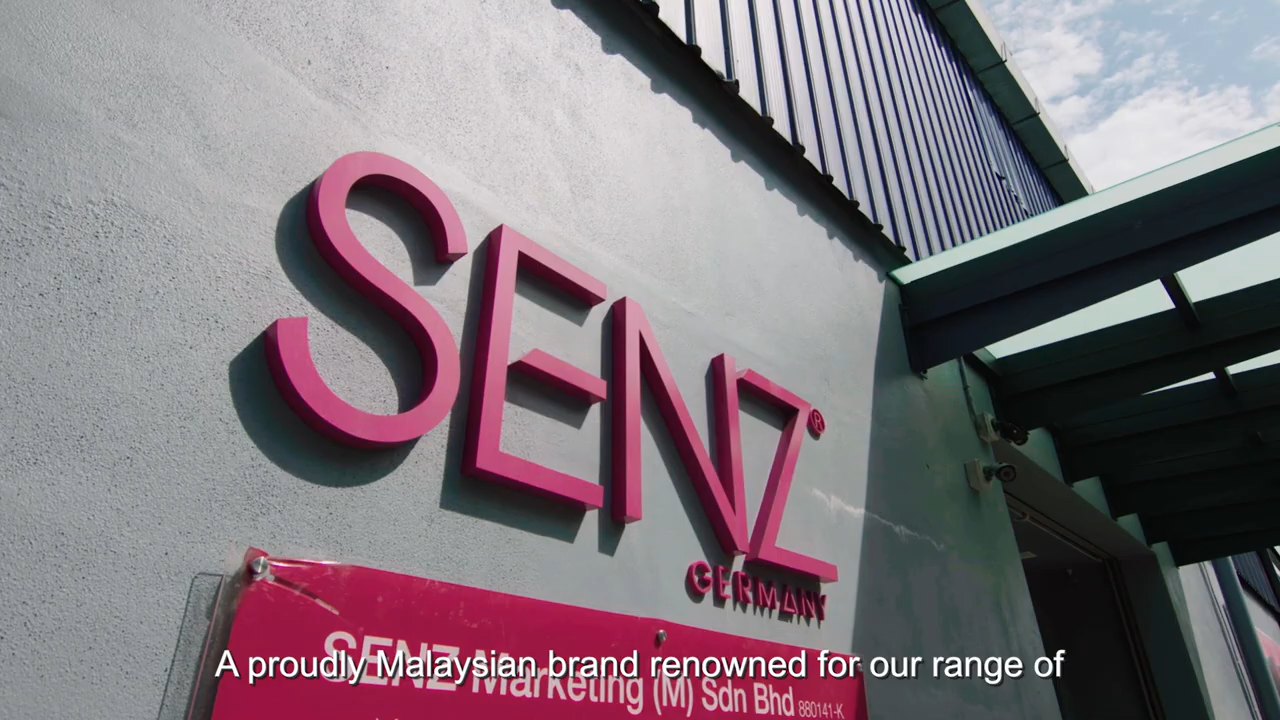 SENZ®
GERMANY
SENZ Marketing (M) Sdn Bhd 880141-K
A proudly Malaysian brand renowned for our range of